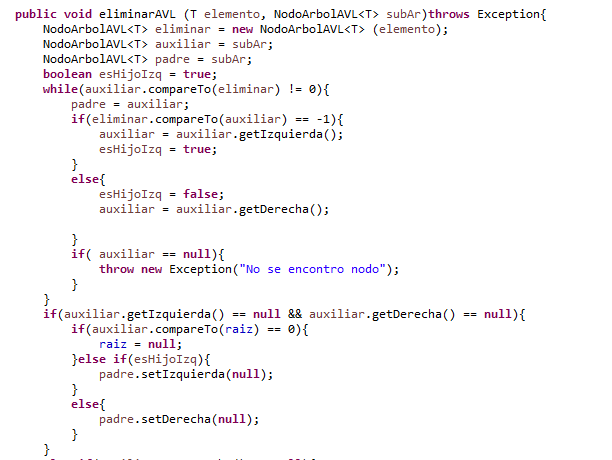 public void eliminarAVL (T elemento, NodoArbolAVL<T> subAr)throws Exception{
NodoArbolAVL<T> eliminar = new NodoArbolAVL<T> (elemento);
NodoArbolAVL<T> auxiliar = subAr;
NodoArbolAVL<T> padre = subAr;
boolean esHijoIzq = true;
while(auxiliar.compareTo(eliminar) != 0){
padre = auxiliar;
if(eliminar.compareTo(auxiliar) == -1){
auxiliar = auxiliar.getIzquierda();
esHijoIzq = true;
}
else{
esHijoIzq = false;
auxiliar = auxiliar.getDerecha();
}
if( auxiliar == null){
throw new Exception("No se encontro nodo");
}
}
if(auxiliar.getIzquierda() == null && auxiliar.getDerecha() == null){
if(auxiliar.compareTo(raiz) == 0){
raiz = null;
}else if(esHijoIzq){
padre.setIzquierda(null);
}
else{
padre.setDerecha(null);
}
}